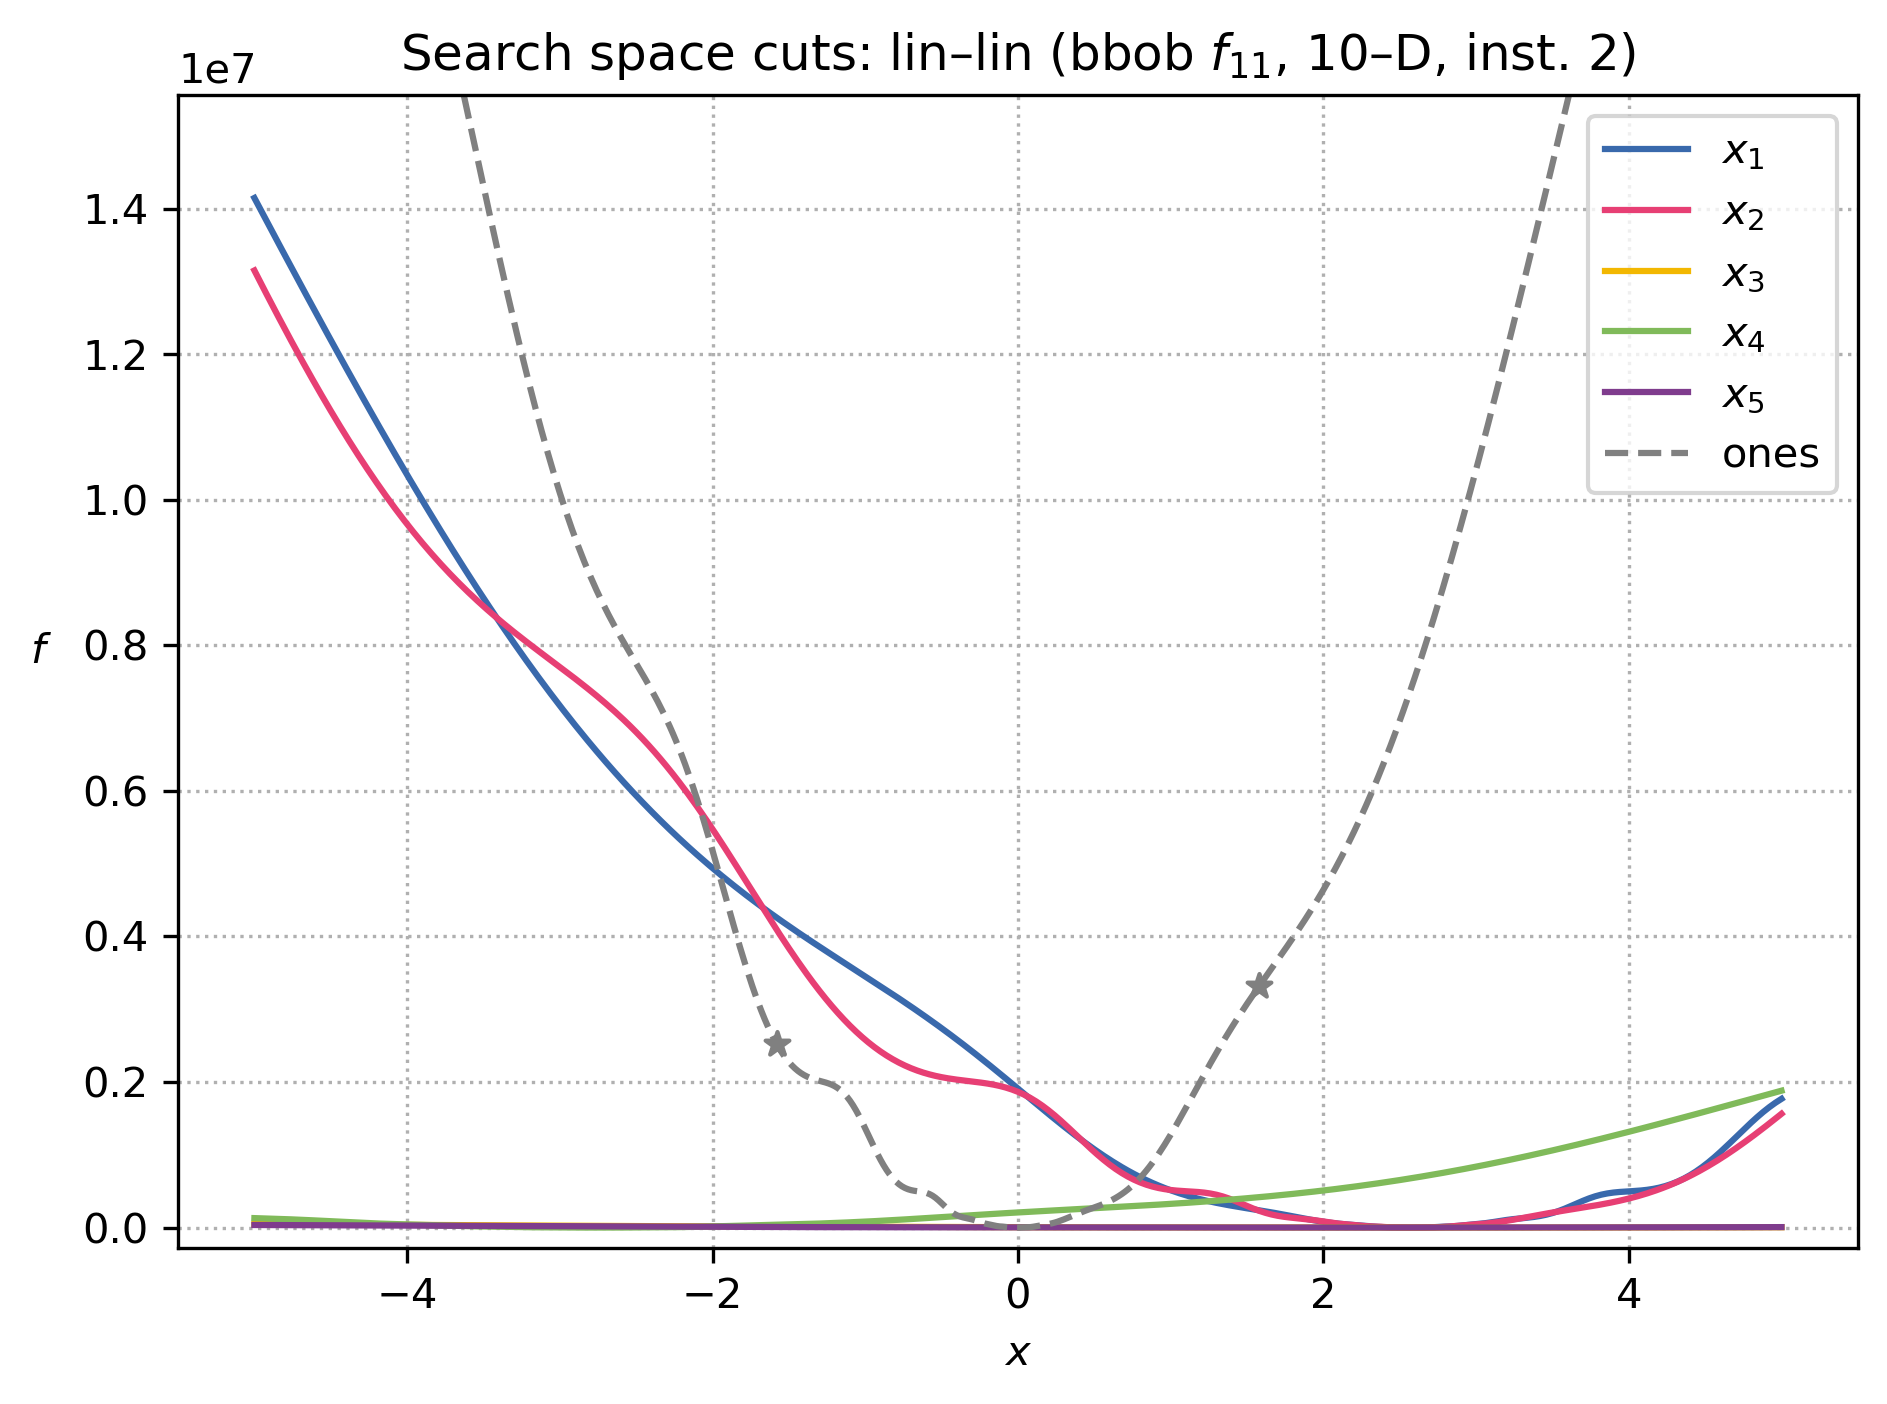 Search space cuts: lin–lin (bbob f₁₁, 10–D, inst. 2)
1e7
1.4
1.2
1.0
0.8
0.6
0.4
0.2
0.0
f
−4
−2
0
2
4
x
x₁
x₂
x₃
x₄
x₅
ones